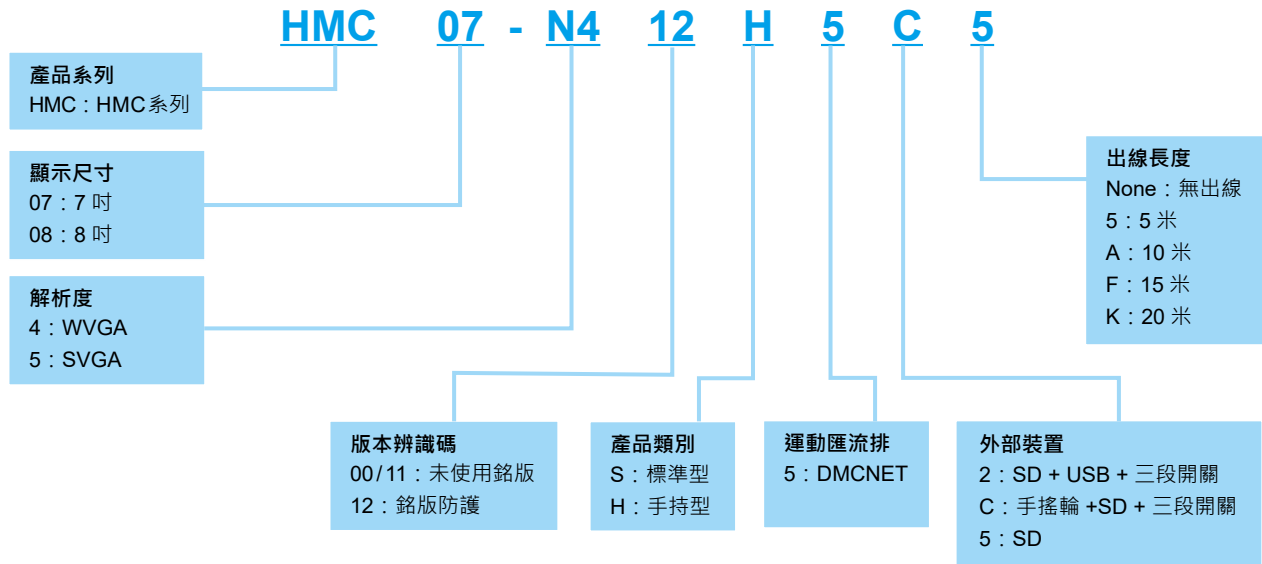 HMC 07 - N4 12 H 5 C 5
產品系列
HMC：HMC系列
顯示尺寸
07：7 吋
08：8 吋
解析度
4：WVGA
5：SVGA
版本辨識碼
00/11：未使用銘版
12：銘版防護
產品類別
S：標準型
H：手持型
運動匯流排
5：DMCNET
外部裝置
2：SD + USB + 三段開關
C：手搖輪 +SD + 三段開關
5：SD
出線長度
None：無出線
5：5 米
A：10 米
F：15 米
K：20 米